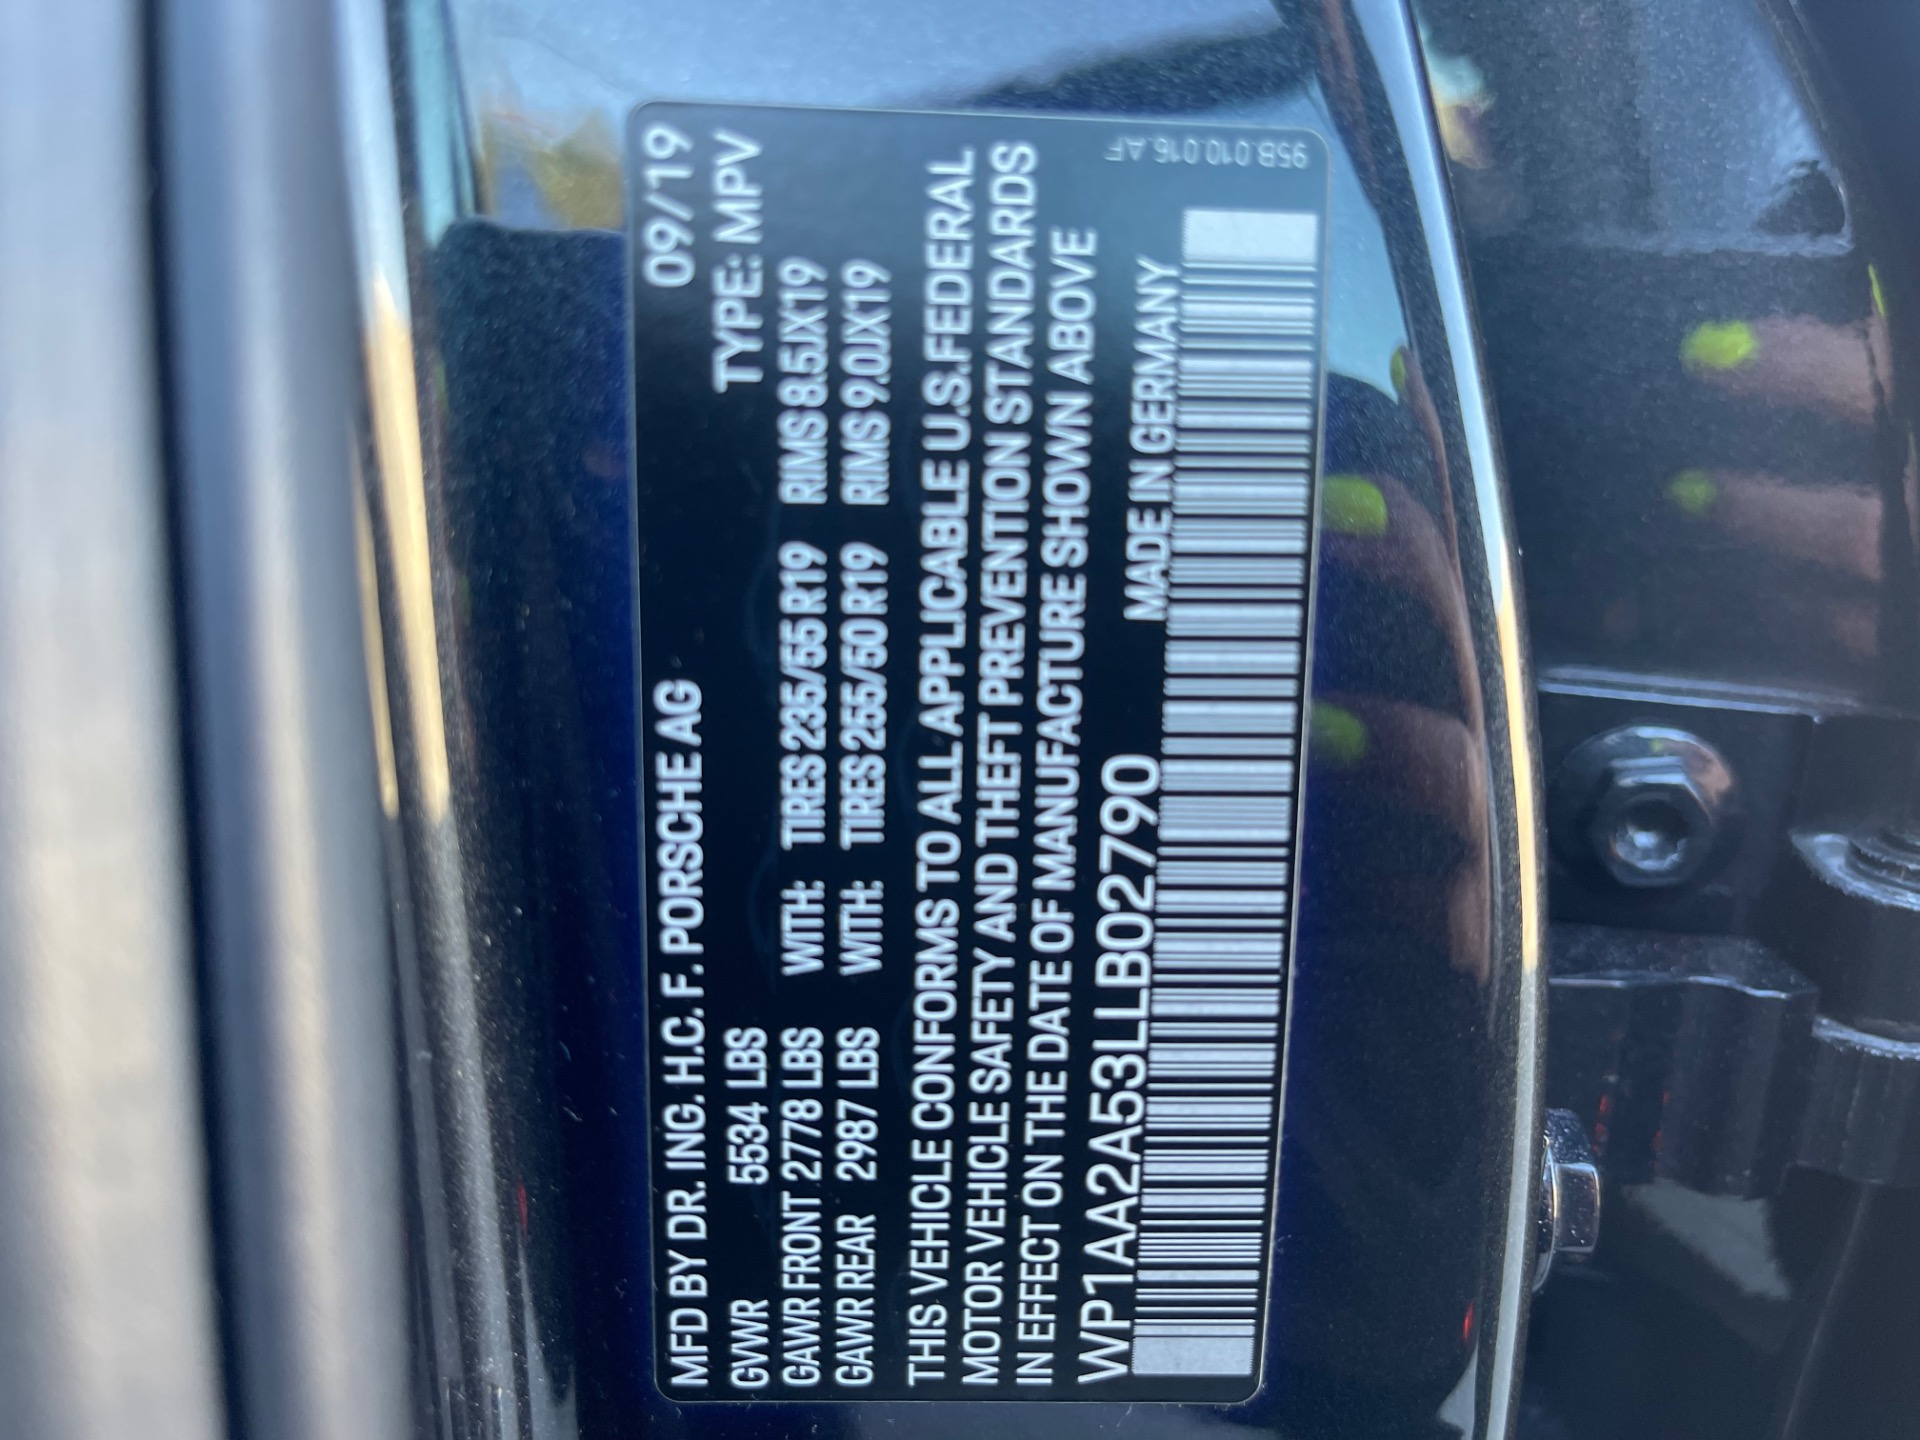 MFD BY DR. ING. H.C. F. PORSCHE AG 09/19
GVWR 5534 LBS TYPE: MPV
GAWR FRONT 2778 LBS WITH: TIRES 235/55 R19 RIMS 8.5JX19
GAWR REAR 2987 LBS WITH: TIRES 255/50 R19 RIMS 9.0JX19
THIS VEHICLE CONFORMS TO ALL APPLICABLE U.S.FEDERAL
MOTOR VEHICLE SAFETY AND THEFT PREVENTION STANDARDS
IN EFFECT ON THE DATE OF MANUFACTURE SHOWN ABOVE
WP1AA2A53LLB02790 MADE IN GERMANY
95B.010.016.AF